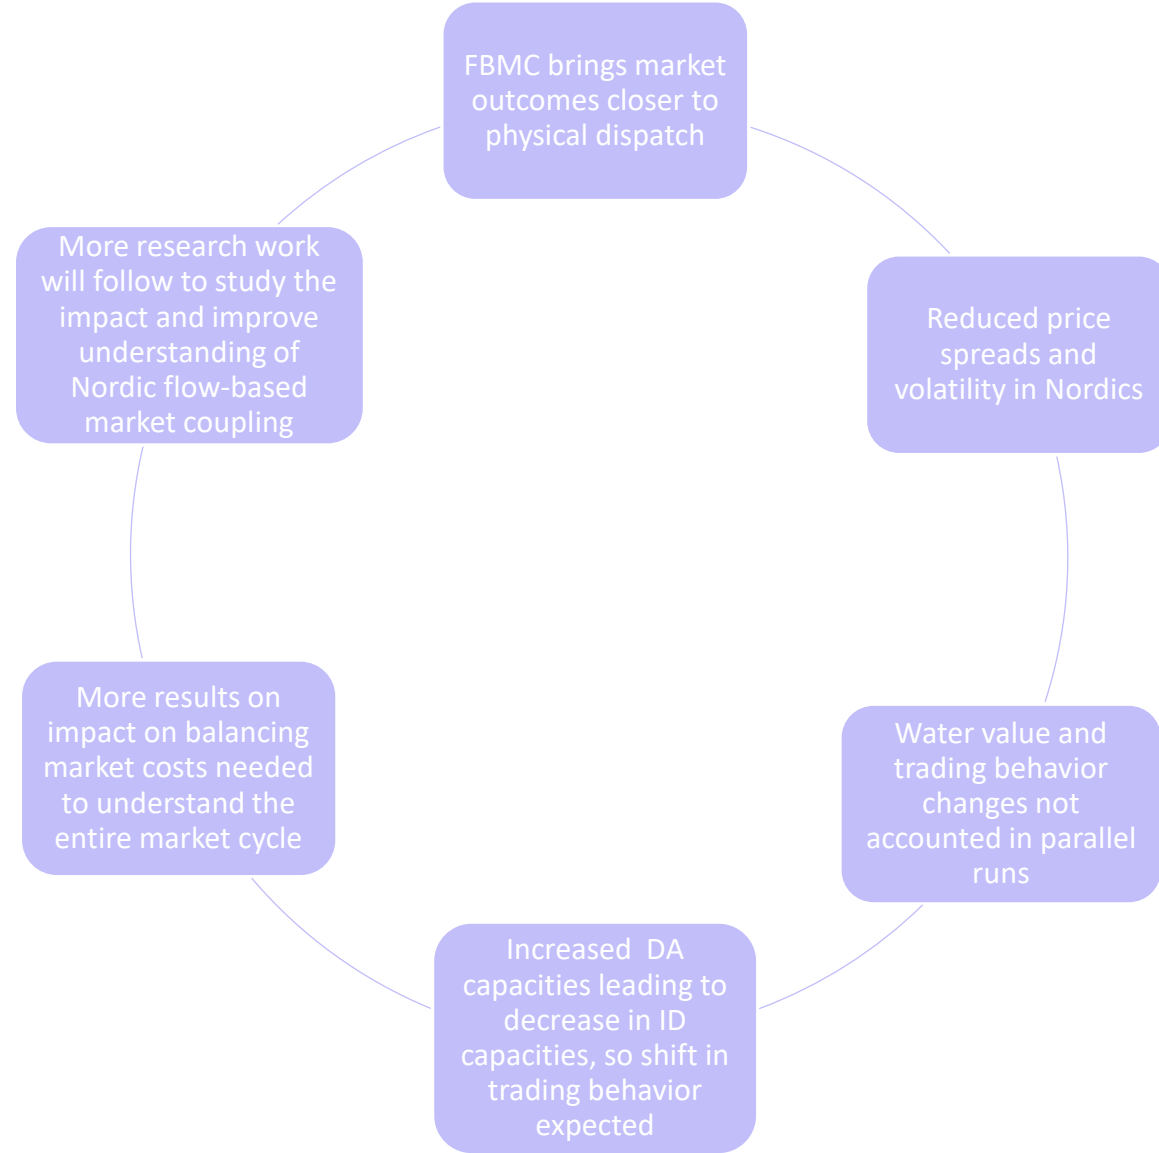 FBMC brings market
outcomes closer to
physical dispatch
Reduced price
spreads and
volatility in Nordics
Water value and
trading behavior
changes not
accounted in parallel
runs
Increased DA
capacities leading to
decrease in ID
capacities, so shift in
trading behavior
expected
More results on
impact on balancing
market costs needed
to understand the
entire market cycle
More research work
will follow to study the
impact and improve
understanding of
Nordic flow-based
market coupling